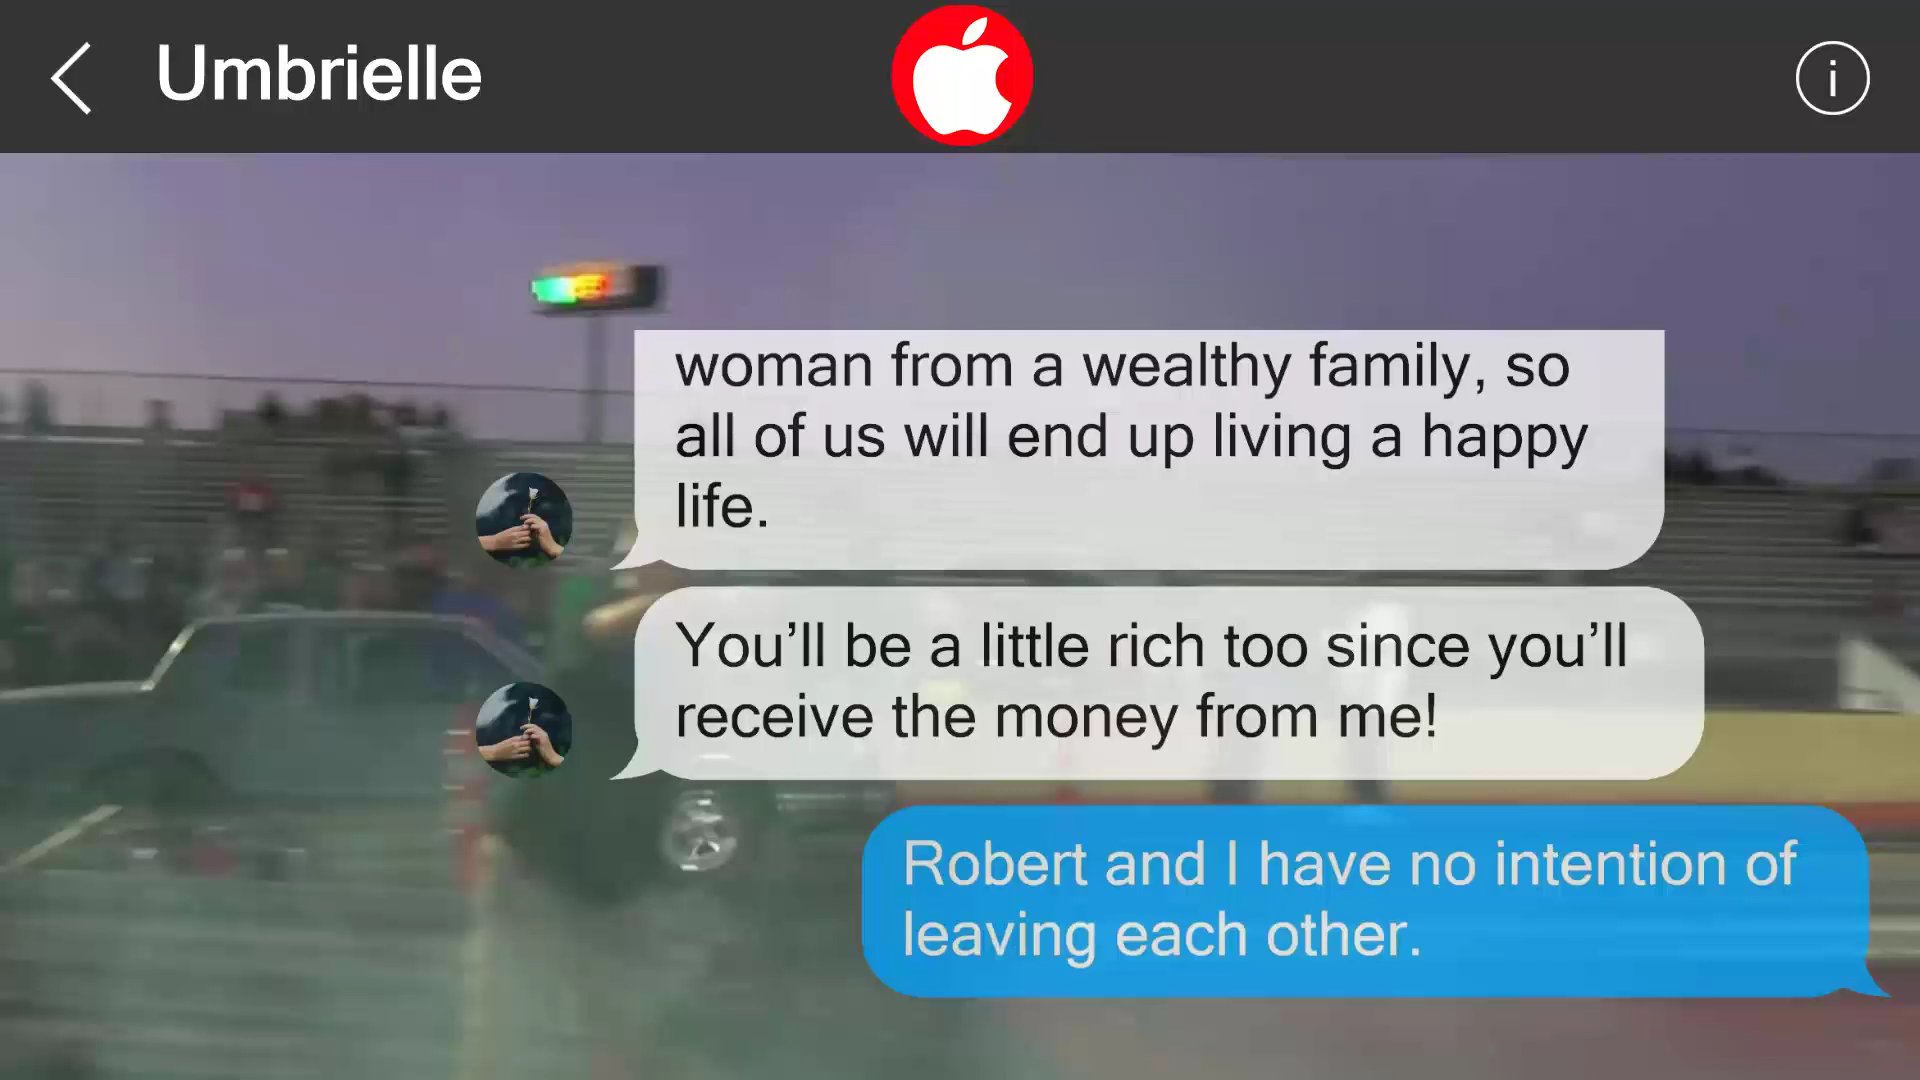 Umbrielle
i
woman from a wealthy family, so
all of us will end up living a happy
life.
You’ll be a little rich too since you’ll
receive the money from me!
Robert and I have no intention of
leaving each other.